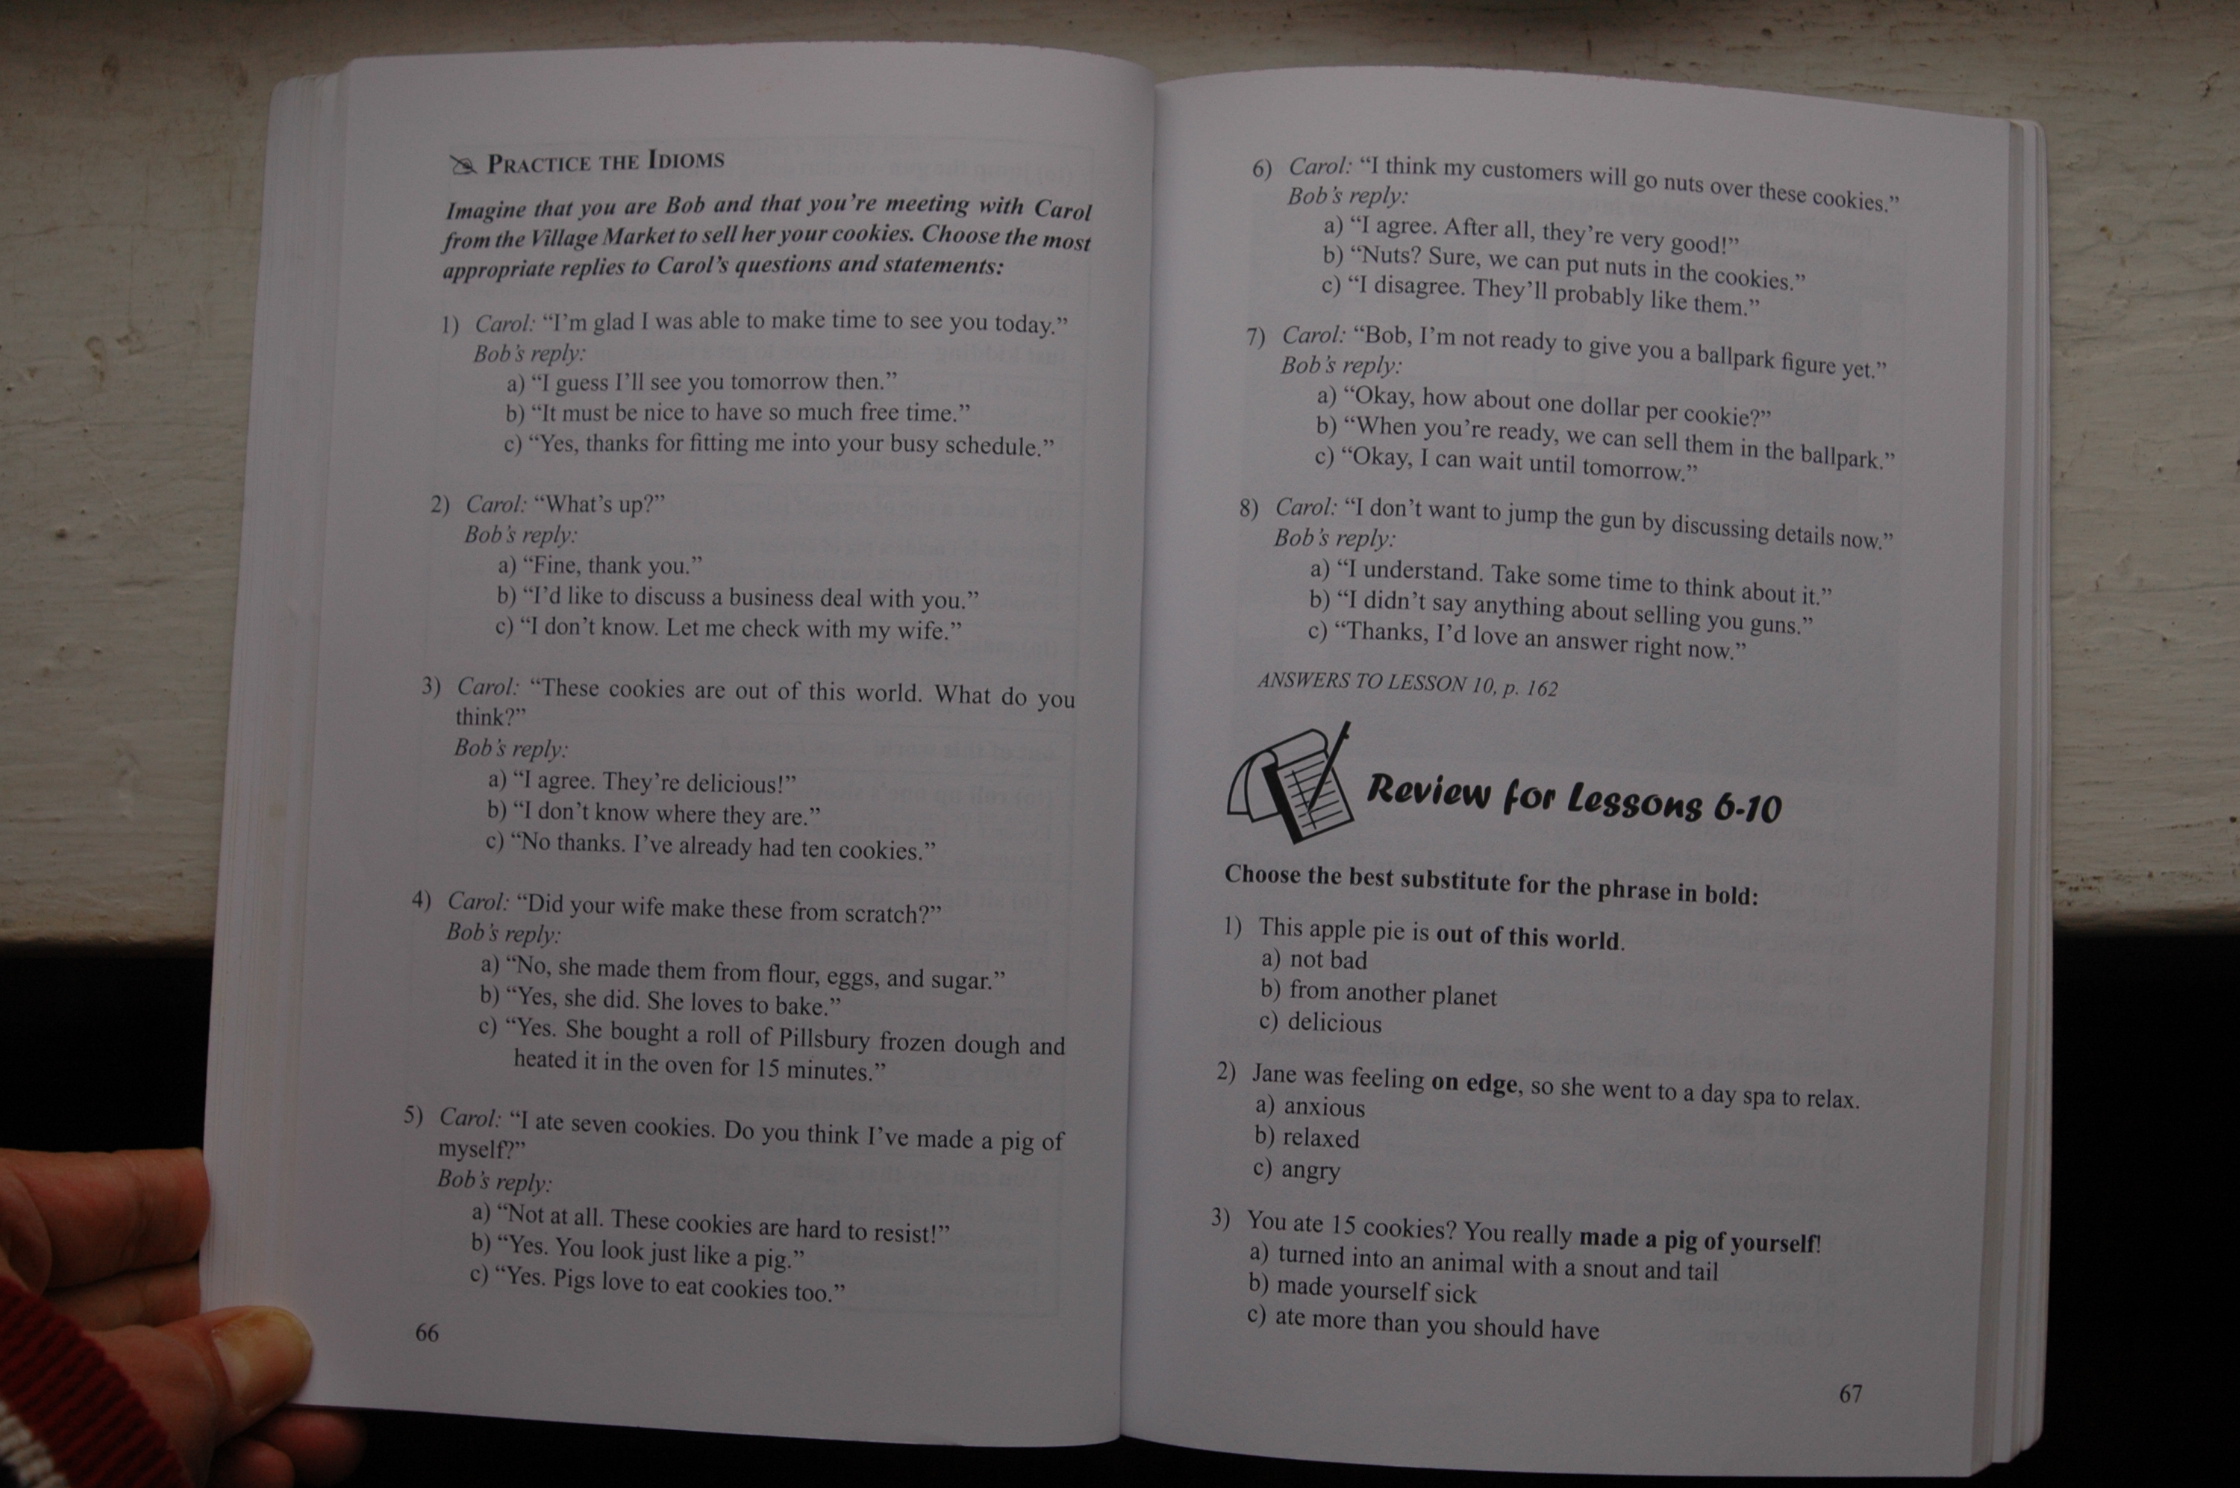 PRACTICE THE IDIOMS
Imagine that you are Bob and that you're meeting with Carol
from the Village Market to sell her your cookies. Choose the most
appropriate replies to Carol's questions and statements:
1) Carol: “I'm glad I was able to make time to see you today.”
Bob's reply:
a) “I guess I'll see you tomorrow then.”
b) “It must be nice to have so much free time.”
c) “Yes, thanks for fitting me into your busy schedule.”
2) Carol: “What's up?”
Bob's reply:
a) “Fine, thank you.”
b) “I'd like to discuss a business deal with you.”
c) “I don't know. Let me check with my wife.”
3) Carol: “These cookies are out of this world. What do you
think?”
Bob's reply:
a) “I agree. They're delicious!”
b) “I don't know where they are.”
c) “No thanks. I've already had ten cookies.”
4) Carol: “Did your wife make these from scratch?”
Bob's reply:
a) “No, she made them from flour, eggs, and sugar.”
b) “Yes, she did. She loves to bake.”
c) “Yes. She bought a roll of Pillsbury frozen dough and
heated it in the oven for 15 minutes.”
5) Carol: “I ate seven cookies. Do you think I've made a pig of
myself?”
Bob's reply:
a) “Not at all. These cookies are hard to resist!”
b) “Yes. You look just like a pig.”
c) “Yes. Pigs love to eat cookies too.”
66
6) Carol: “I think my customers will go nuts over these cookies.”
Bob's reply:
a) “I agree. After all, they're very good!”
b) “Nuts? Sure, we can put nuts in the cookies.”
c) “I disagree. They'll probably like them.”
7) Carol: “Bob, I'm not ready to give you a ballpark figure yet.”
Bob's reply:
a) “Okay, how about one dollar per cookie?”
b) “When you're ready, we can sell them in the ballpark.”
c) “Okay, I can wait until tomorrow.”
8) Carol: “I don't want to jump the gun by discussing details now.”
Bob's reply:
a) “I understand. Take some time to think about it.”
b) “I didn't say anything about selling you guns.”
c) “Thanks, I'd love an answer right now.”
ANSWERS TO LESSON 10, p. 162
Review for Lessons 6-10
Choose the best substitute for the phrase in bold:
1) This apple pie is out of this world.
a) not bad
b) from another planet
c) delicious
2) Jane was feeling on edge, so she went to a day spa to relax.
a) anxious
b) relaxed
c) angry
3) You ate 15 cookies? You really made a pig of yourself!
a) turned into an animal with a snout and tail
b) made yourself sick
c) ate more than you should have
67